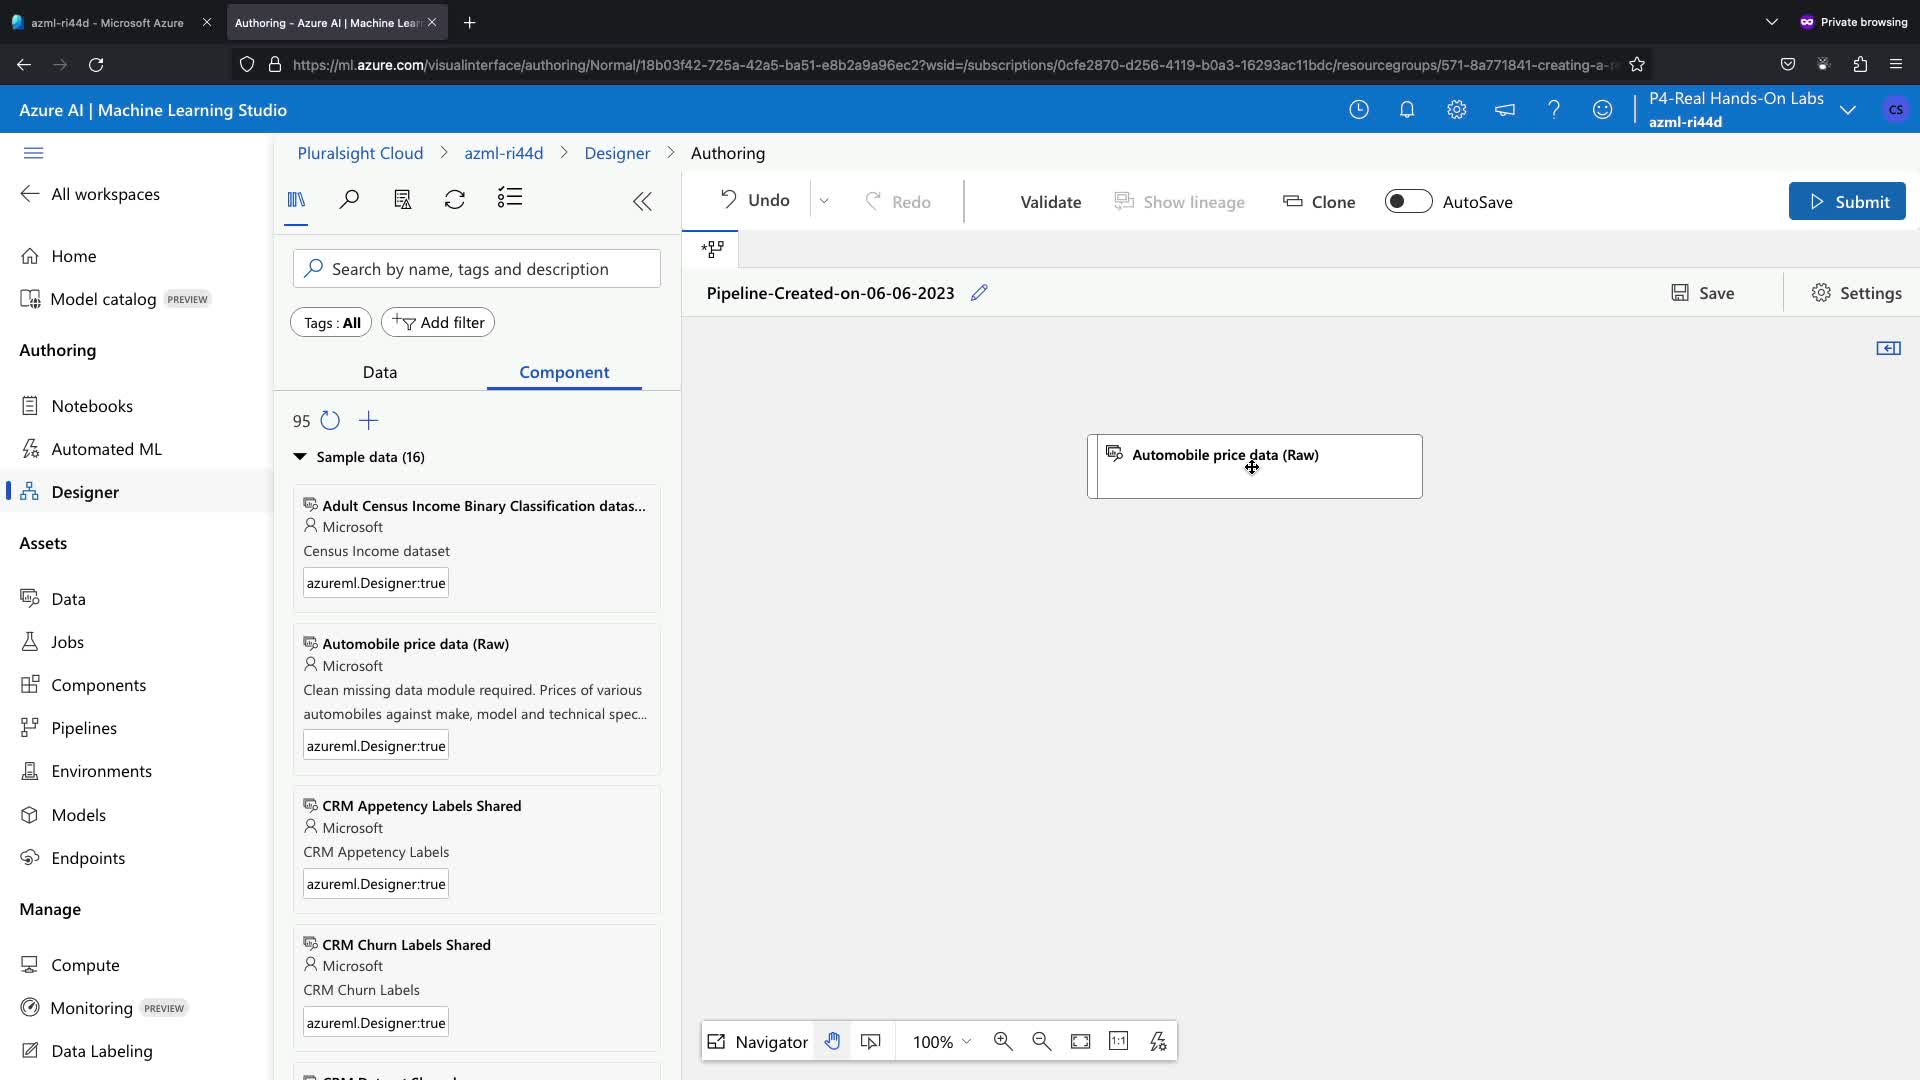 azml-ri44d - Microsoft Azure
Authoring - Azure AI | Machine Lear
Private browsing
https://ml.azure.com/visualinterface/authoring/Normal/18b03f42-725a-42a5-ba51-e8b2a9a96ec2?wsid=/subscriptions/0cfe2870-d256-4119-b0a3-16293ac11bdc/resourcegroups/571-8a771841-creating-a-r
Azure AI | Machine Learning Studio
P4-Real Hands-On Labs
azml-ri44d
CS
All workspaces
Home
Model catalog PREVIEW
Authoring
Notebooks
Automated ML
Designer
Assets
Data
Jobs
Components
Pipelines
Environments
Models
Endpoints
Manage
Compute
Monitoring PREVIEW
Data Labeling
Pluralsight Cloud > azml-ri44d > Designer > Authoring
Search by name, tags and description
Tags : All
Add filter
Data
Component
95
Sample data (16)
Adult Census Income Binary Classification datas...
Microsoft
Census Income dataset
azureml.Designer:true
Automobile price data (Raw)
Microsoft
Clean missing data module required. Prices of various
automobiles against make, model and technical spec...
azureml.Designer:true
CRM Appetency Labels Shared
Microsoft
CRM Appetency Labels
azureml.Designer:true
CRM Churn Labels Shared
Microsoft
CRM Churn Labels
azureml.Designer:true
Undo
Redo
Validate
Show lineage
Clone
AutoSave
Submit
Pipeline-Created-on-06-06-2023
Save
Settings
Automobile price data (Raw)
Navigator
100%
1:1